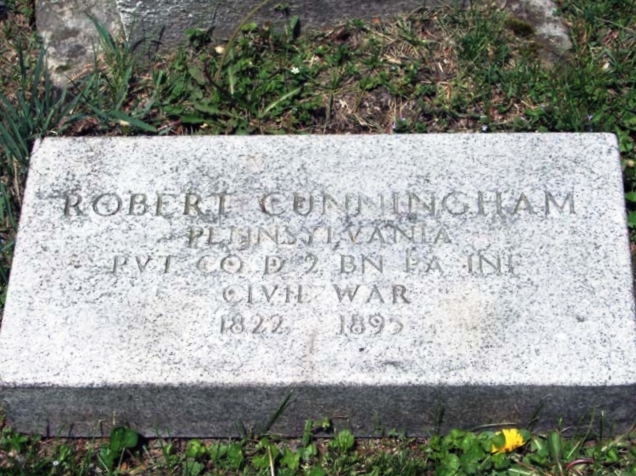 ROBERT CUNNINGHAM
PENNSYLVANIA
PVT CO D 2 BN PA INF
CIVIL WAR
1822 1895